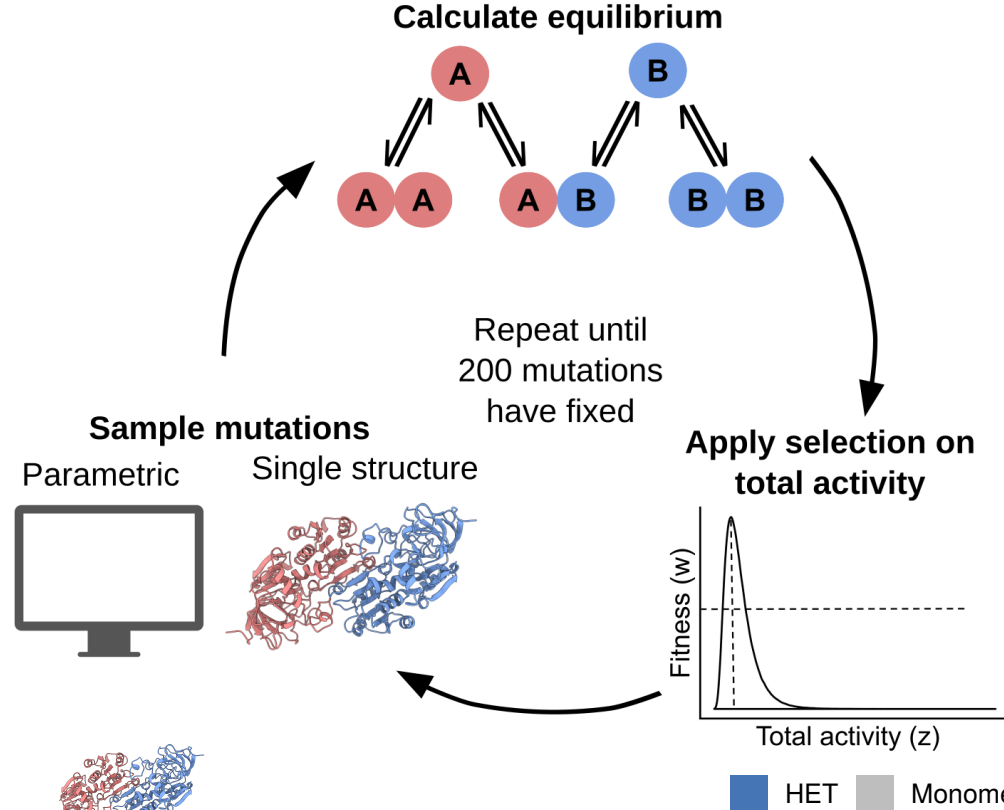 Calculate equilibrium
A
B
A A
A B
B B
Repeat until
200 mutations
have fixed
Sample mutations
Parametric
Single structure
Apply selection on
total activity
Fitness (w)
Total activity (z)
HET
Monome